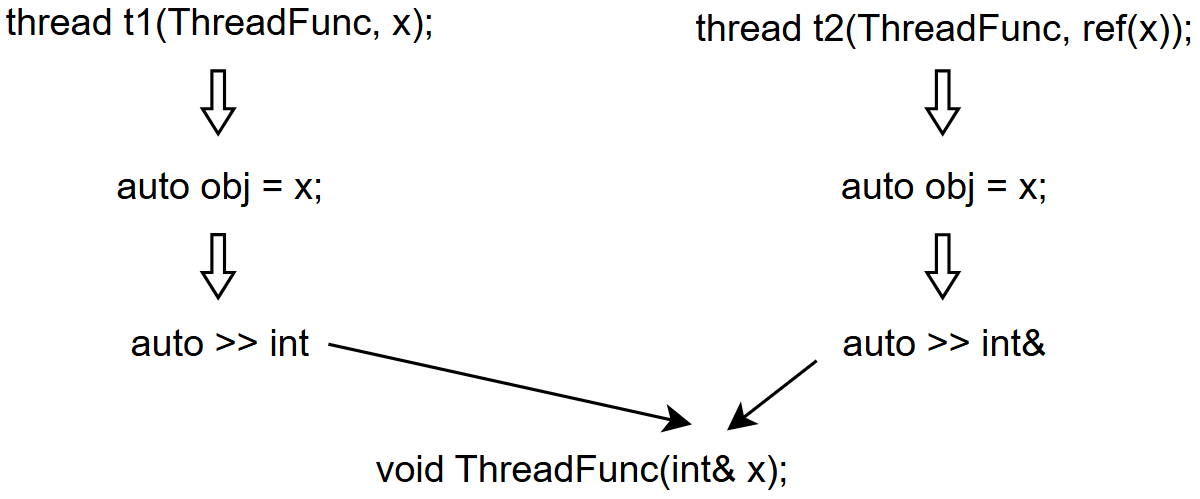 thread t1(ThreadFunc, x);
thread t2(ThreadFunc, ref(x));
auto obj = x;
auto obj = x;
auto >> int
auto >> int&
void ThreadFunc(int& x);